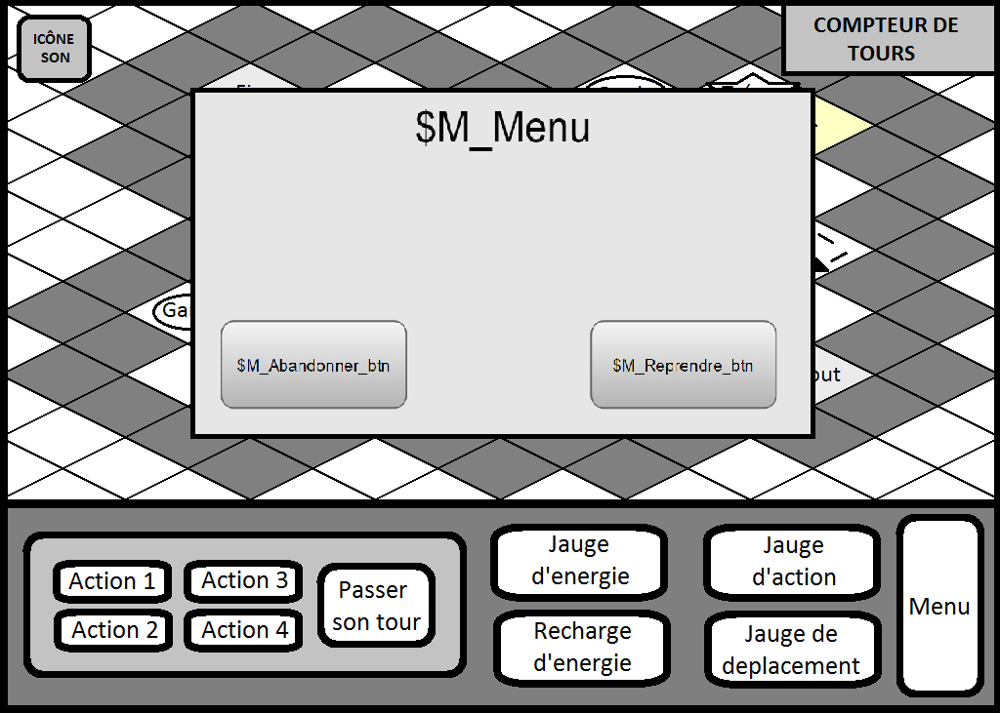 ICÔNE
SON
COMPTEUR DE
TOURS
$M_Menu
$M_Abandonner_btn
$M_Reprendre_btn
Action 1
Action 3
Action 2
Action 4
Passer
son tour
Jauge
d'energie
Recharge
d'energie
Jauge
d'action
Jauge de
deplacement
Menu